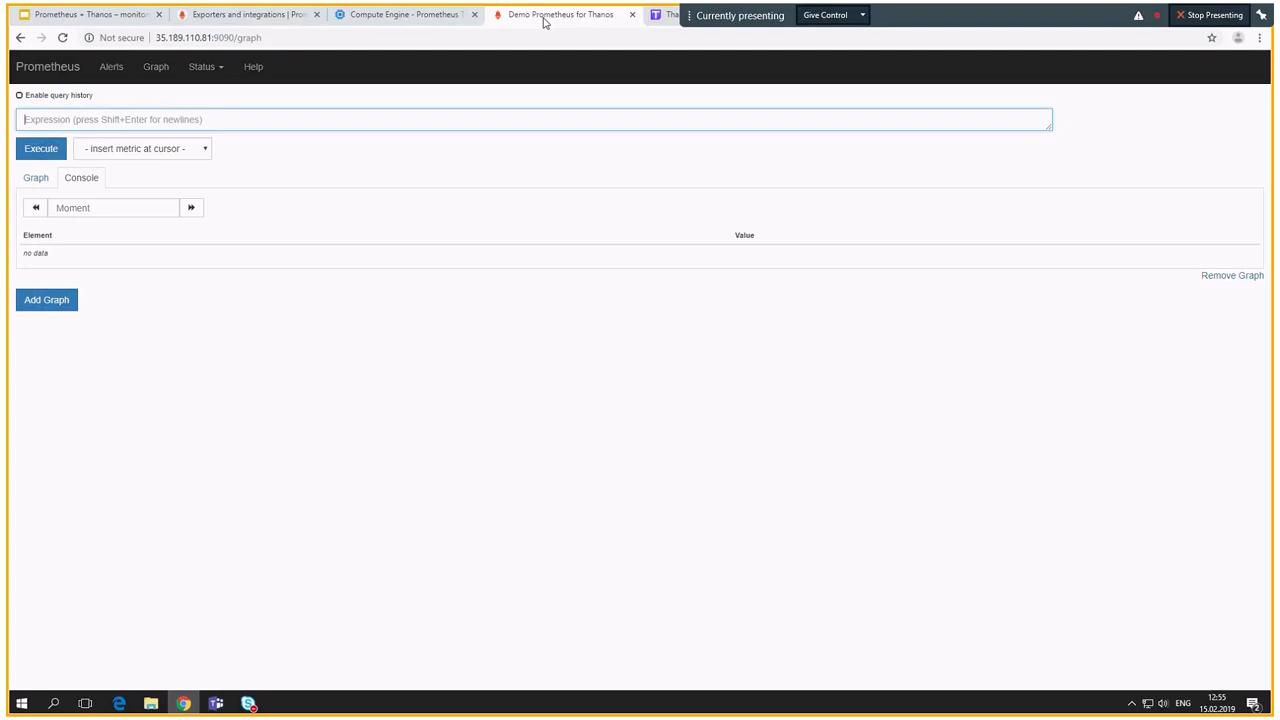 Prometheus + Thanos – monitor
Exporters and integrations | Pro
Compute Engine - Prometheus T
Demo Prometheus for Thanos
Tha
Currently presenting
Give Control
Stop Presenting
Not secure
35.189.110.81:9090/graph
Prometheus
Alerts
Graph
Status
Help
Enable query history
Expression (press Shift+Enter for newlines)
Execute
- insert metric at cursor -
Graph
Console
Moment
Element
Value
no data
Remove Graph
Add Graph
ENG
12:55
15.02.2019
2